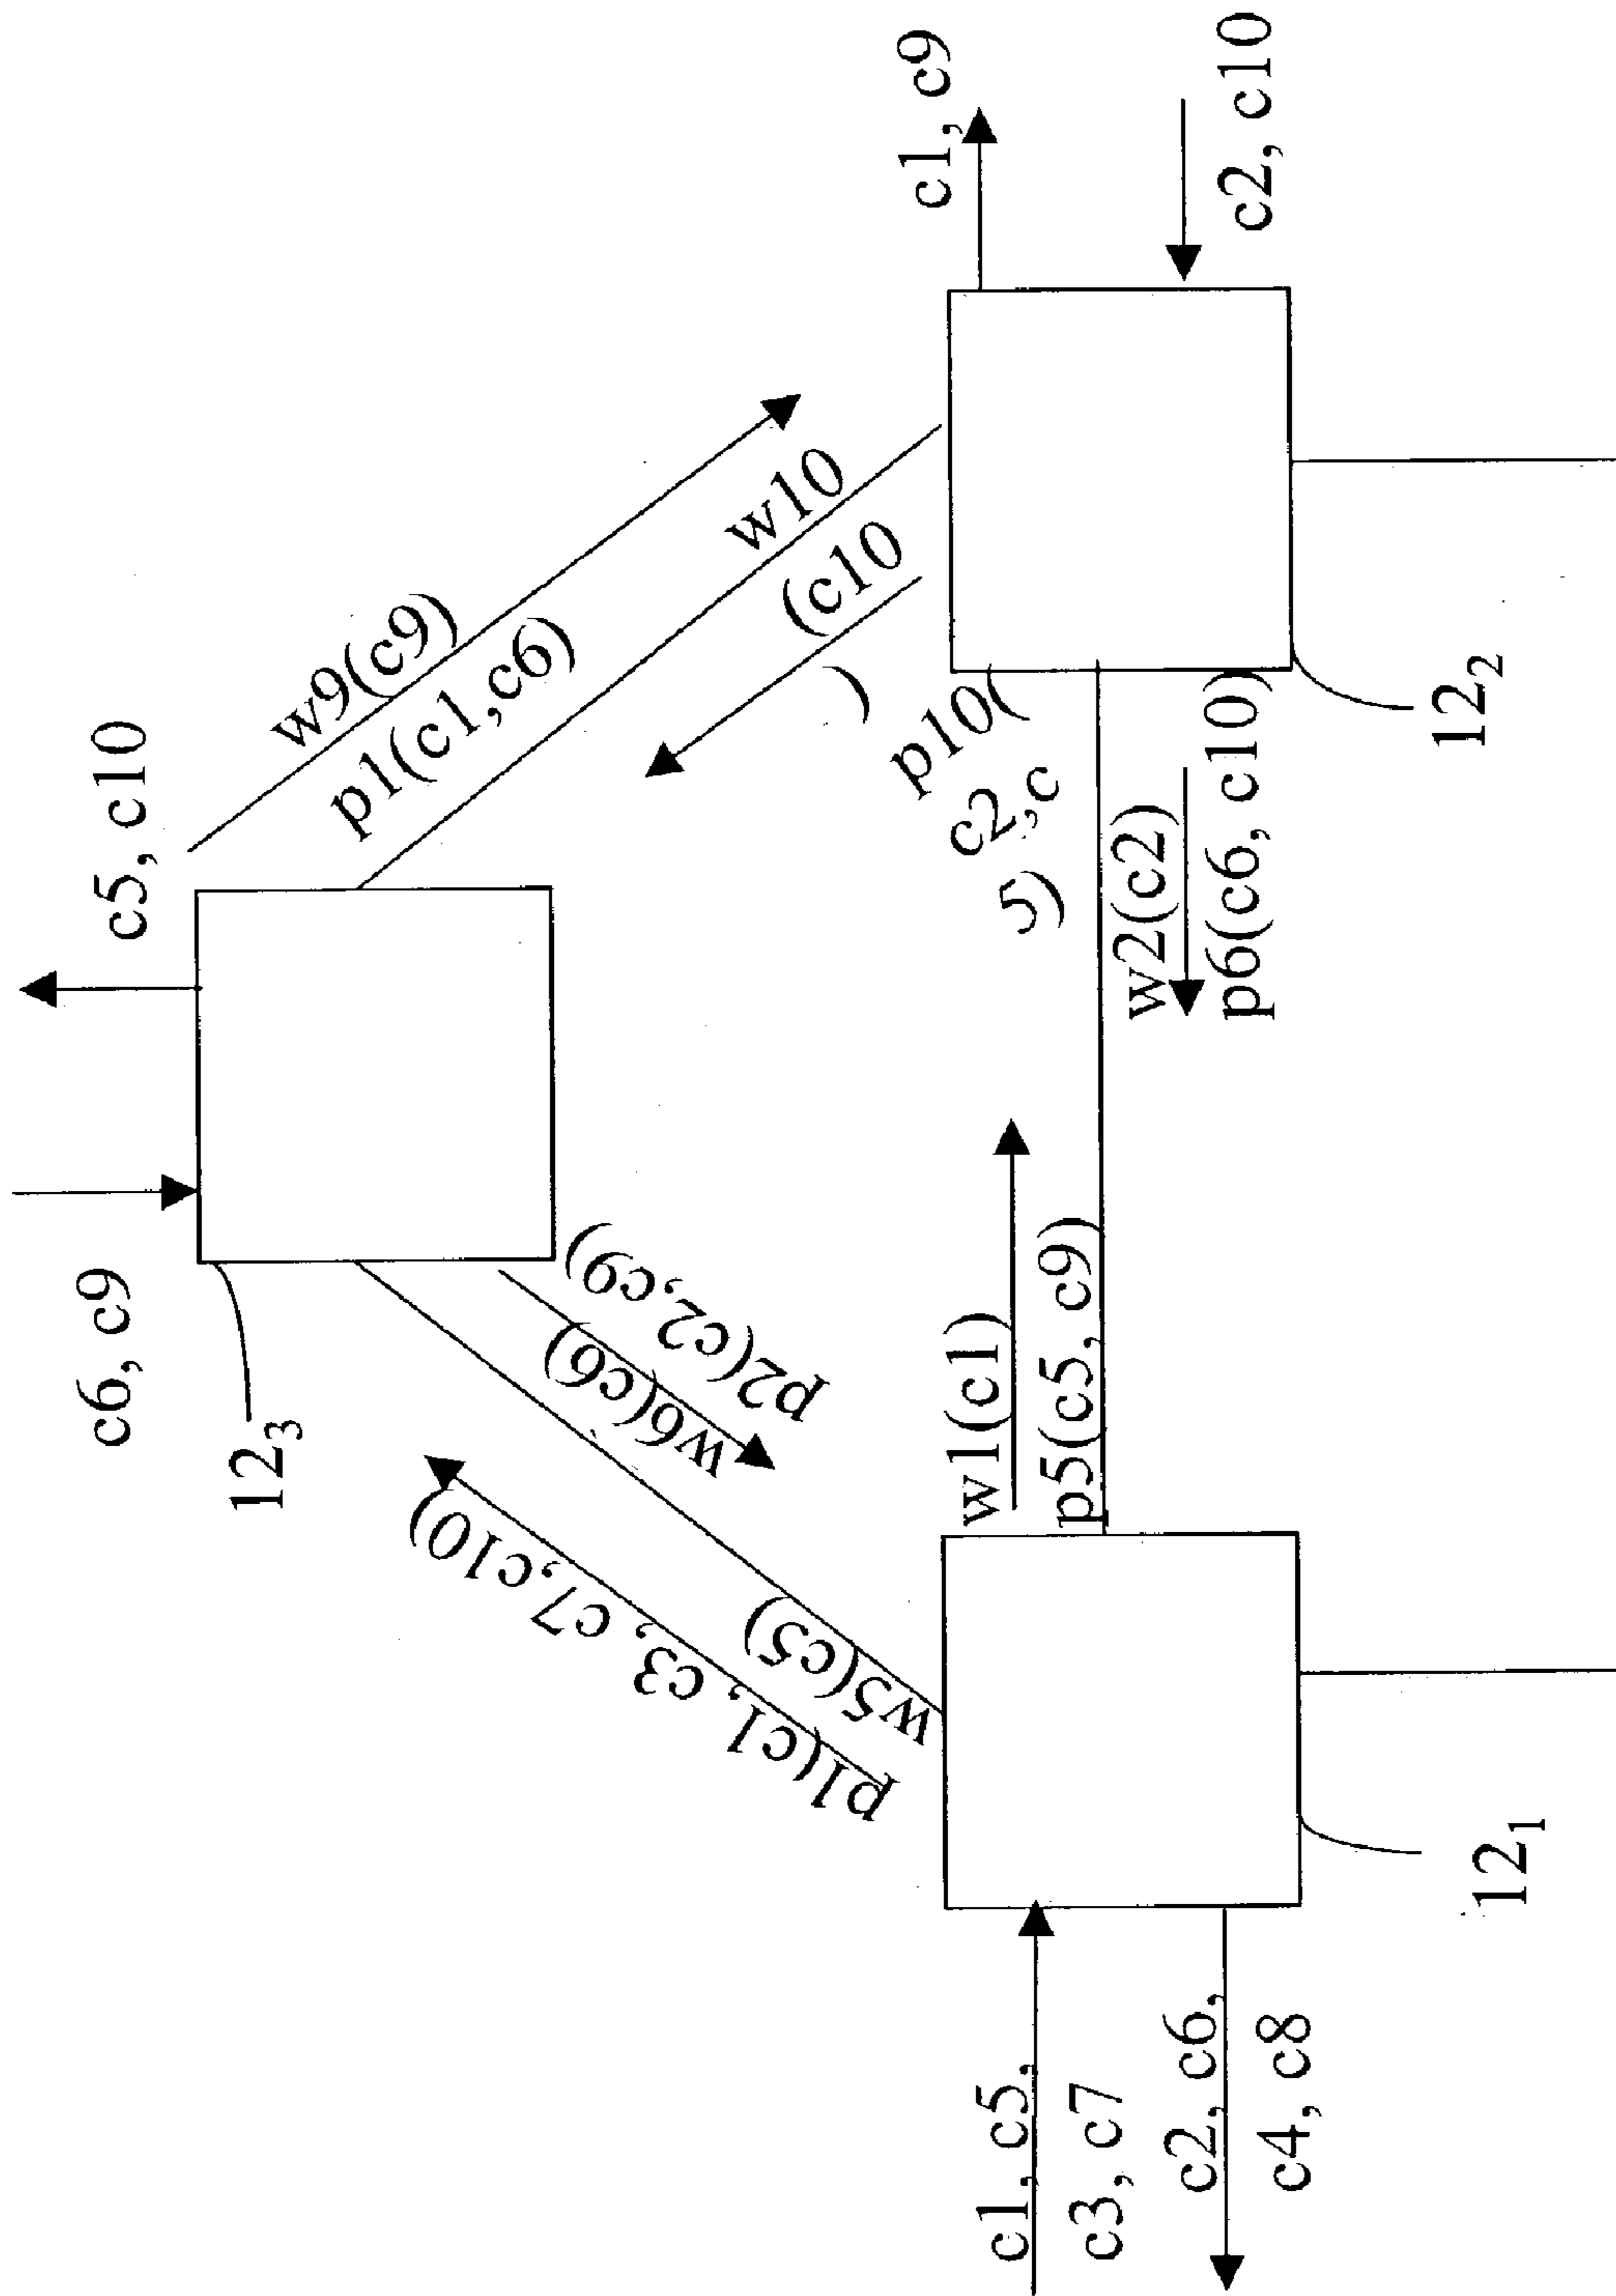 c5, c10
c6, c9
12₃
w9(c9)
p1(c1,c6)
w10
(c10
)
p10(
c2,c
5)
w6(c6)
p2(c2,c9)
p1(c1, c3, c7,c10)
w5(c5)
w1(c1)
p5(c5, c9)
w2(c2)
p6(c6, c10)
c1, c9
c2, c10
12₂
12₁
c1, c5,
c3, c7
c2, c6,
c4, c8